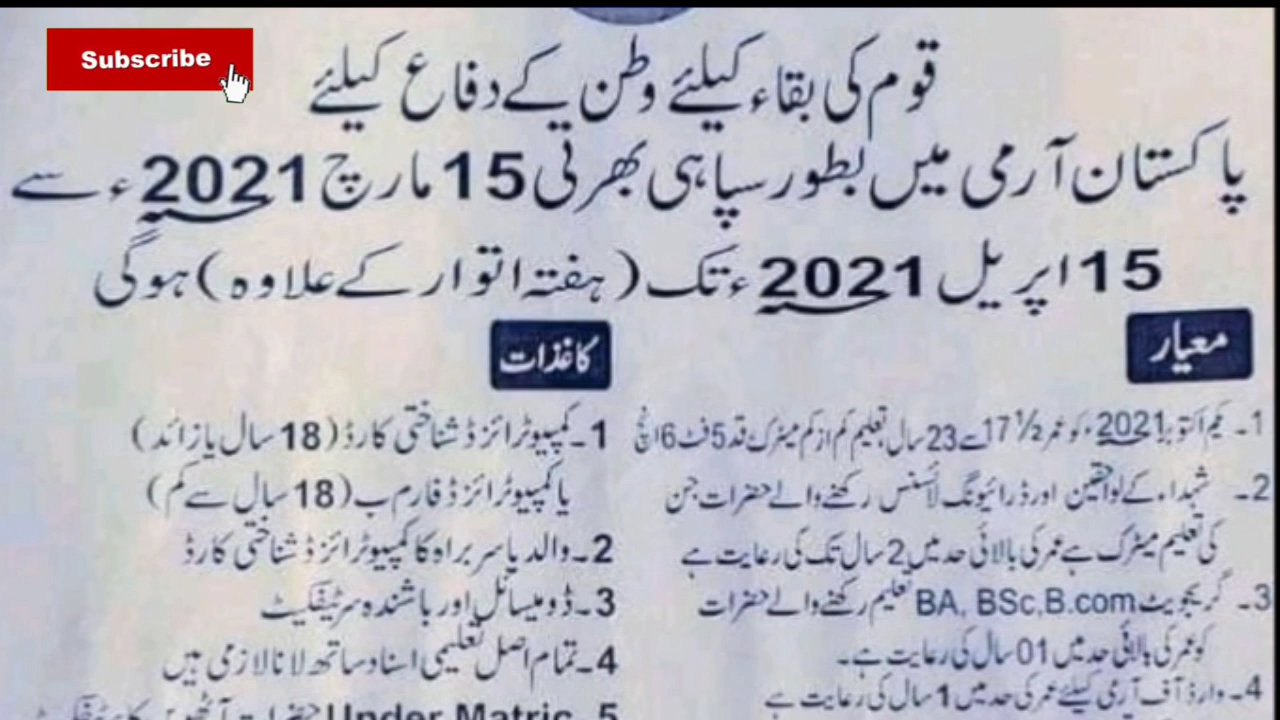 Subscribe
قوم کی بقاء کیلئے وطن کے دفاع کیلئے
پاکستان آرمی میں بطور سپاہی بھرتی 15 مارچ 2021ء سے
15 اپریل 2021ء تک (ہفتہ اتوار کے علاوہ) ہوگی
معیار
1۔ یکم اکتوبر 2021ء کو عمر 17½ سے 23 سال، تعلیم کم از کم میٹرک قد 5 فٹ 6 انچ
2۔ شہداء کے لواحقین اور ڈرائیونگ لائسنس رکھنے والے حضرات جن
کی تعلیم میٹرک ہے عمر کی بالائی حد میں 2 سال تک کی رعایت ہے
3۔ گریجویٹ BA, BSc,B.com تعلیم رکھنے والے حضرات
کو عمر کی بالائی حد میں 01 سال کی رعایت ہے۔
4۔ وارڈ آف آرمی کیلئے عمر کی حد میں 1 سال کی رعایت ہے
کاغذات
1۔ کمپیوٹرائزڈ شناختی کارڈ (18 سال یا زائد)
یا کمپیوٹرائزڈ فارم ب (18 سال سے کم)
2۔ والد یا سربراہ کا کمپیوٹرائزڈ شناختی کارڈ
3۔ ڈومیسائل اور باشندہ سرٹیفکیٹ
4۔ تمام اصل تعلیمی اسناد ساتھ لانا لازمی ہیں
5۔ Under Matric حضرات آٹھویں کا سرٹیفکیٹ